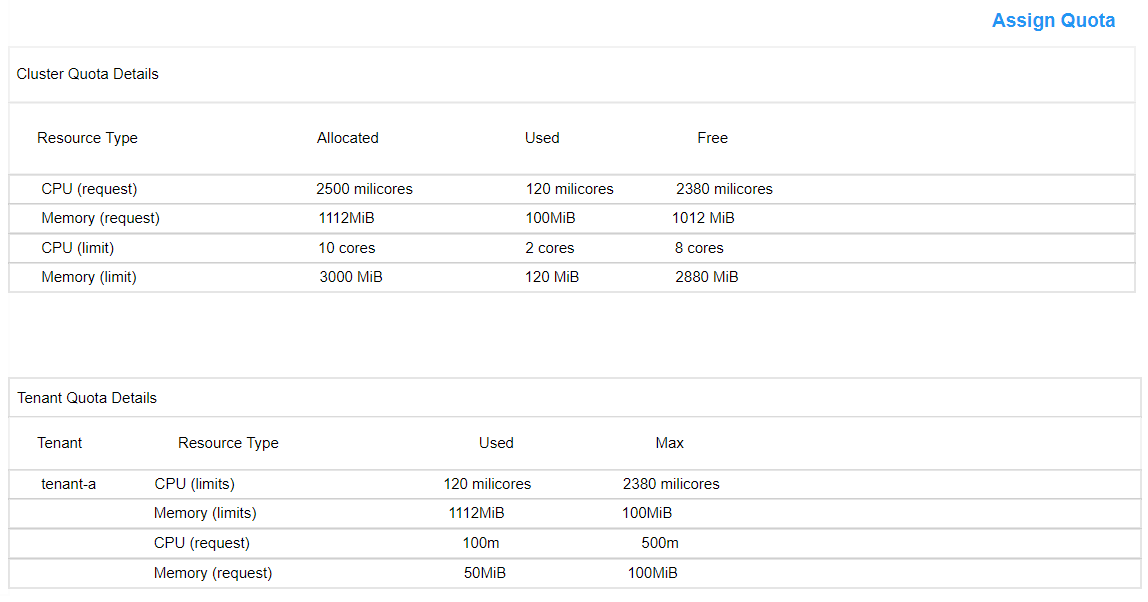 Assign Quota
Cluster Quota Details
Resource Type Allocated Used Free
CPU (request) 2500 milicores 120 milicores 2380 milicores
Memory (request) 1112MiB 100MiB 1012 MiB
CPU (limit) 10 cores 2 cores 8 cores
Memory (limit) 3000 MiB 120 MiB 2880 MiB
Tenant Quota Details
Tenant Resource Type Used Max
tenant-a CPU (limits) 120 milicores 2380 milicores
Memory (limits) 1112MiB 100MiB
CPU (request) 100m 500m
Memory (request) 50MiB 100MiB